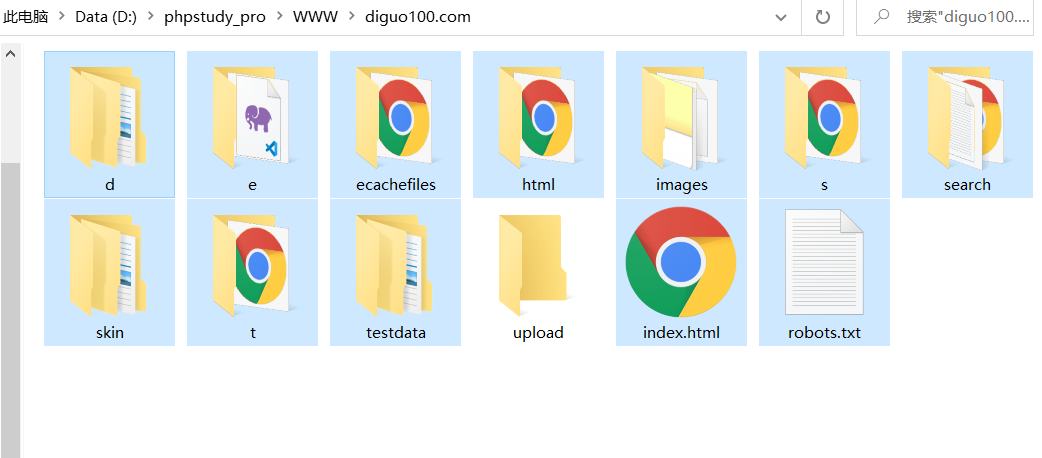 此电脑 > Data (D:) > phpstudy_pro > WWW > diguo100.com
搜索"diguo100....
d e ecachefiles html images s search
skin t testdata upload index.html robots.txt